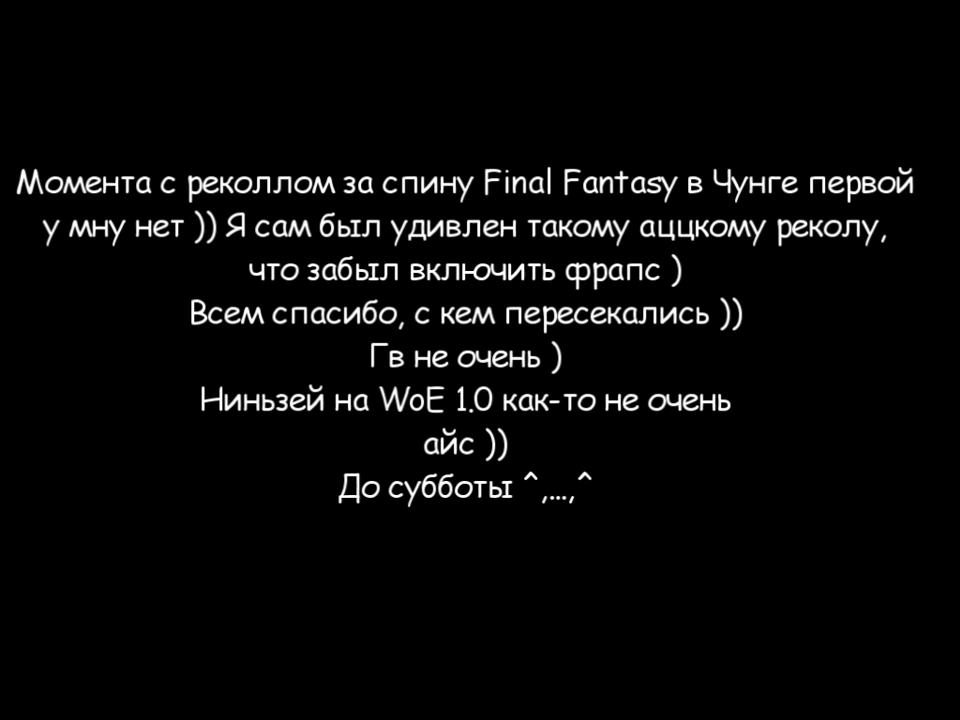 Момента с реколлом за спину Final Fantasy в Чунге первой
у мну нет )) Я сам был удивлен такому аццкому реколу,
что забыл включить фрапс )
Всем спасибо, с кем пересекались ))
Гв не очень )
Ниньзей на WoE 1.0 как-то не очень
айс ))
До субботы ^,...,^